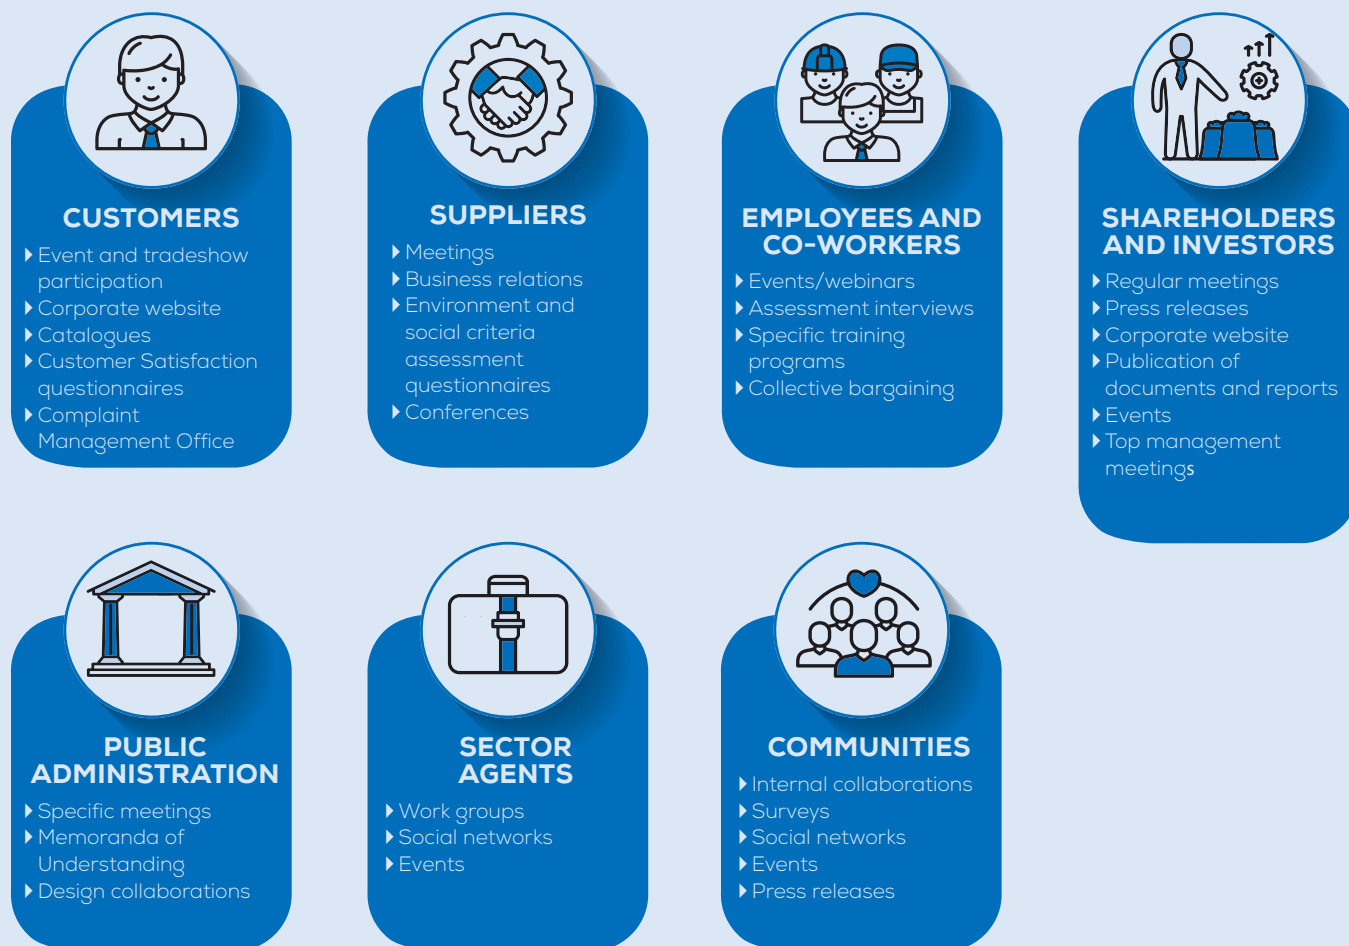 CUSTOMERS
Event and tradeshow
participation
Corporate website
Catalogues
Customer Satisfaction
questionnaires
Complaint
Management Office
SUPPLIERS
Meetings
Business relations
Environment and
social criteria
assessment
questionnaires
Conferences
EMPLOYEES AND
CO-WORKERS
Events/webinars
Assessment interviews
Specific training
programs
Collective bargaining
SHAREHOLDERS
AND INVESTORS
Regular meetings
Press releases
Corporate website
Publication of
documents and reports
Events
Top management
meetings
PUBLIC
ADMINISTRATION
Specific meetings
Memoranda of
Understanding
Design collaborations
SECTOR
AGENTS
Work groups
Social networks
Events
COMMUNITIES
Internal collaborations
Surveys
Social networks
Events
Press releases